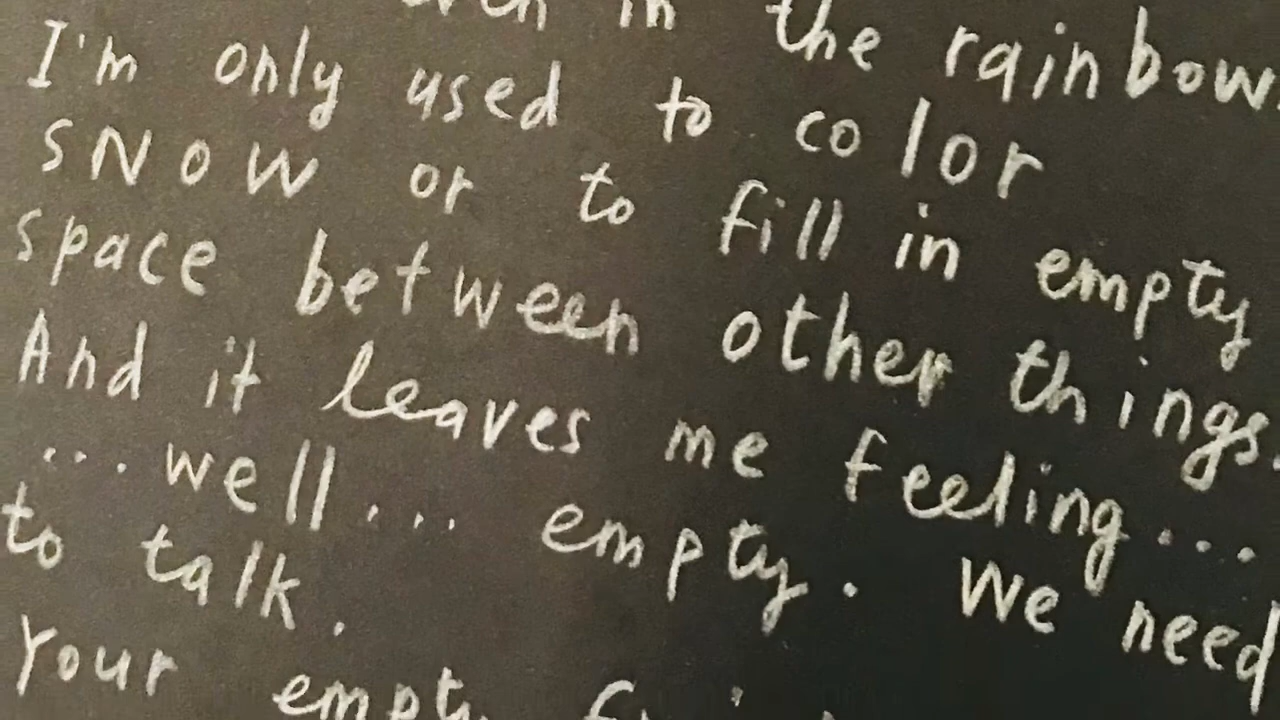 in the rainbow.
I'm only used to color
SNOW or to fill in empty
space between other things.
And it leaves me feeling...
...well... empty. We need
to talk.
Your